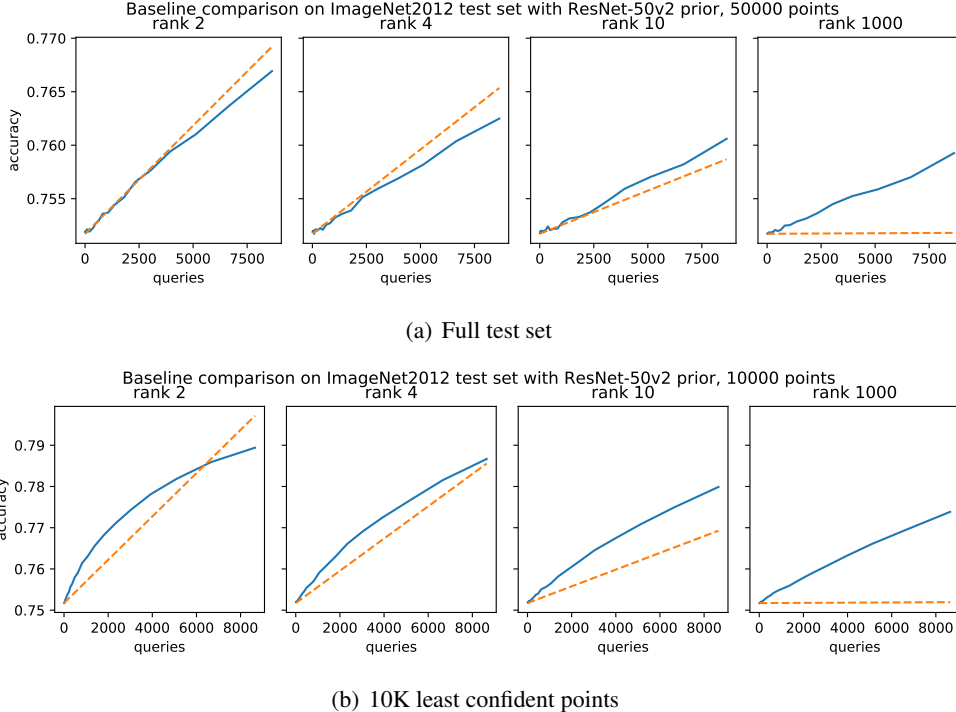 Baseline comparison on ImageNet2012 test set with ResNet-50v2 prior, 50000 points
rank 2 rank 4 rank 10 rank 1000
0.770
0.765
0.760
0.755
accuracy
0 2500 5000 7500 0 2500 5000 7500 0 2500 5000 7500 0 2500 5000 7500
queries queries queries queries
(a) Full test set
Baseline comparison on ImageNet2012 test set with ResNet-50v2 prior, 10000 points
rank 2 rank 4 rank 10 rank 1000
0.79
0.78
0.77
0.76
0.75
accuracy
0 2000 4000 6000 8000 0 2000 4000 6000 8000 0 2000 4000 6000 8000 0 2000 4000 6000 8000
queries queries queries queries
(b) 10K least confident points